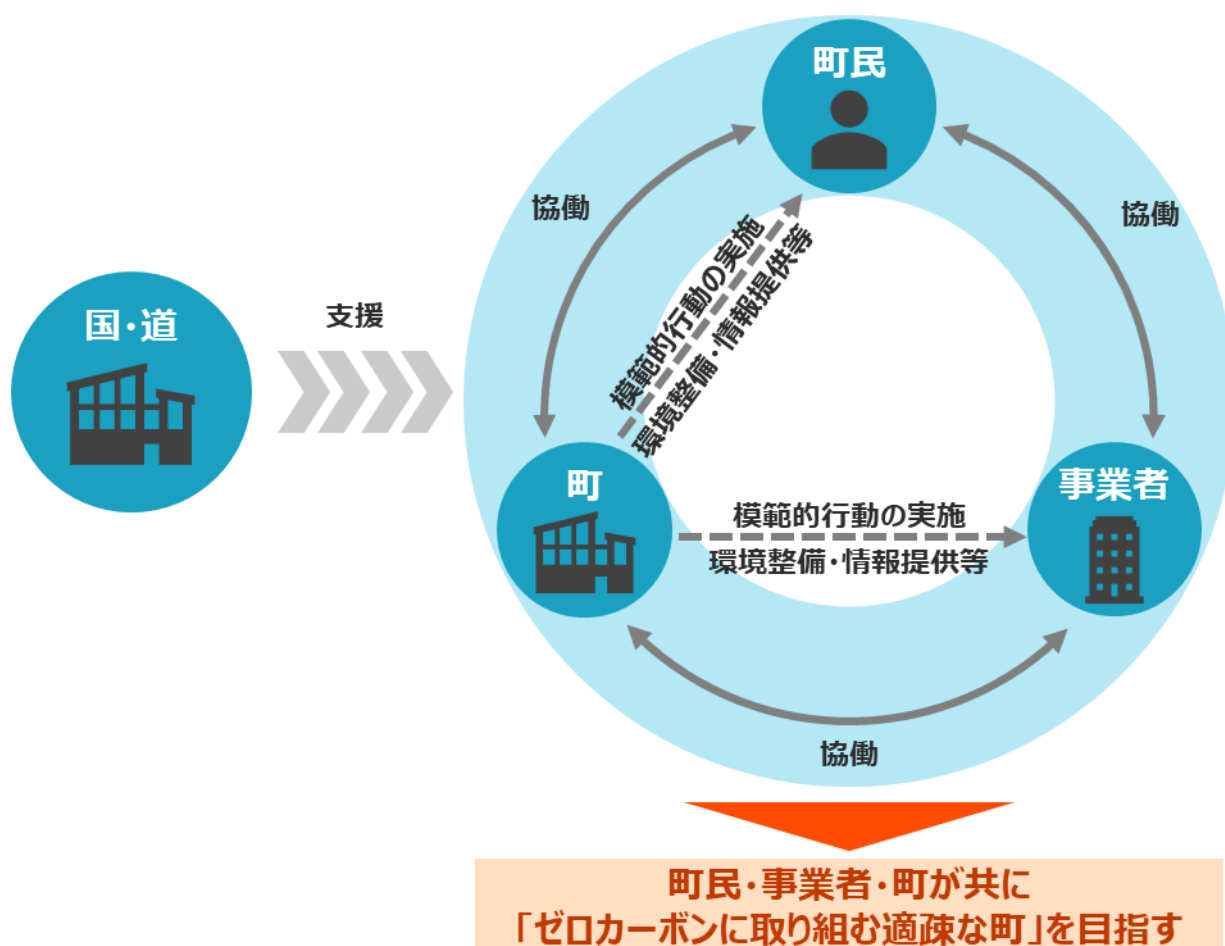 町民
協働
協働
国・道
支援
模範的行動の実施
環境整備・情報提供等
町
事業者
模範的行動の実施
環境整備・情報提供等
協働
町民・事業者・町が共に
「ゼロカーボンに取り組む適疎な町」を目指す